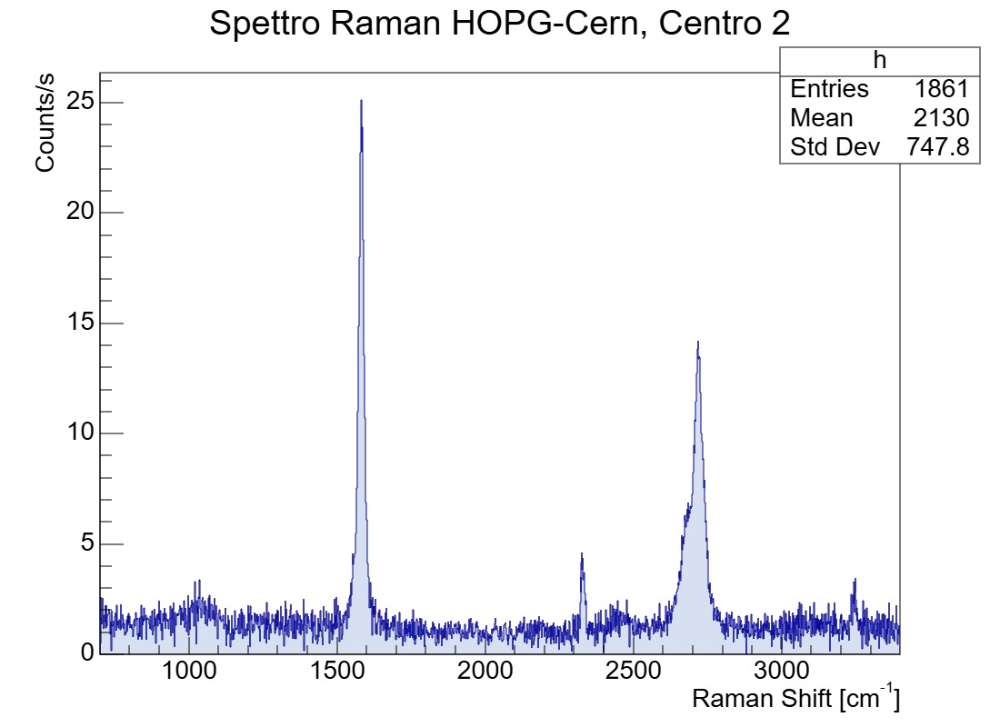 Spettro Raman HOPG-Cern, Centro 2
h
Entries 1861
Mean 2130
Std Dev 747.8
Counts/s
25
20
15
10
5
0
1000 1500 2000 2500 3000
Raman Shift [cm⁻¹]